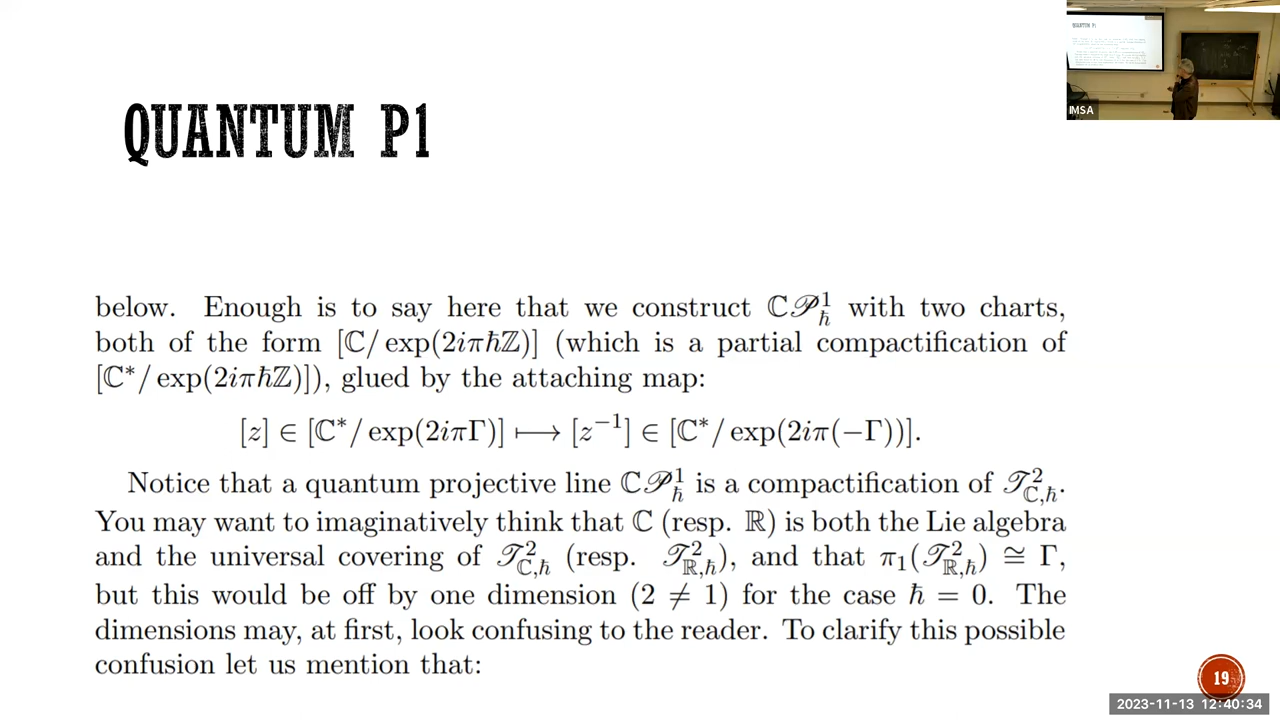 QUANTUM P1
QUANTUM P1
IMSA
below. Enough is to say here that we construct ℂ𝒫¹_ℏ with two charts,
both of the form [ℂ/ exp(2iπℏℤ)] (which is a partial compactification of
[ℂ*/ exp(2iπℏℤ)]), glued by the attaching map:
[z] ∈ [ℂ*/ exp(2iπΓ)] ⟼ [z⁻¹] ∈ [ℂ*/ exp(2iπ(−Γ))].
Notice that a quantum projective line ℂ𝒫¹_ℏ is a compactification of 𝒯²_{ℂ,ℏ}.
You may want to imaginatively think that ℂ (resp. ℝ) is both the Lie algebra
and the universal covering of 𝒯²_{ℂ,ℏ} (resp. 𝒯²_{ℝ,ℏ}), and that π₁(𝒯²_{ℝ,ℏ}) ≅ Γ,
but this would be off by one dimension (2 ≠ 1) for the case ℏ = 0. The
dimensions may, at first, look confusing to the reader. To clarify this possible
confusion let us mention that:
19
2023-11-13 12:40:34